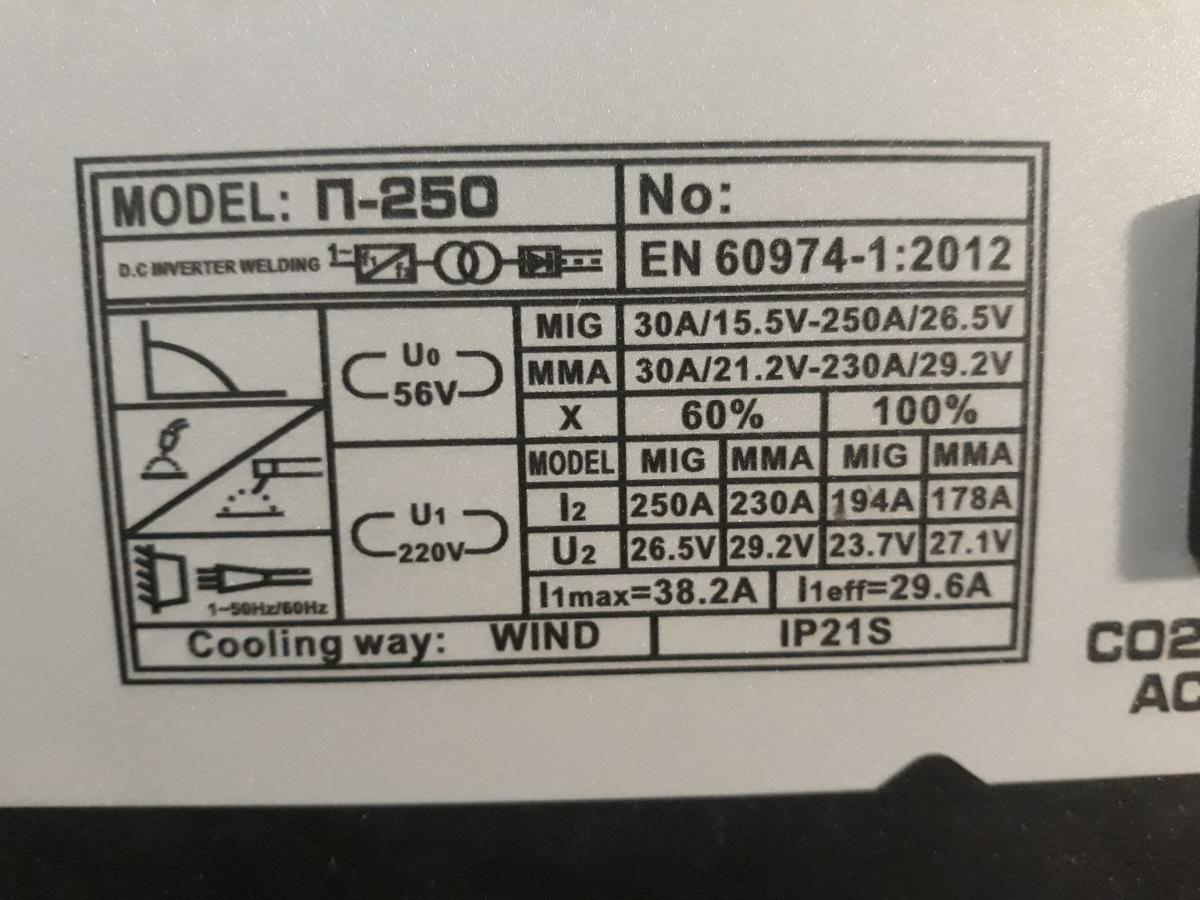 MODEL: П-250
No:
D.C INVERTER WELDING 1~ f1 f2
EN 60974-1:2012
U0
56V
MIG 30A/15.5V-250A/26.5V
MMA 30A/21.2V-230A/29.2V
X 60% 100%
MODEL MIG MMA MIG MMA
U1
220V
I2 250A 230A 194A 178A
U2 26.5V 29.2V 23.7V 27.1V
1~50Hz/60Hz
I1max=38.2A I1eff=29.6A
Cooling way: WIND IP21S
CO2
AC